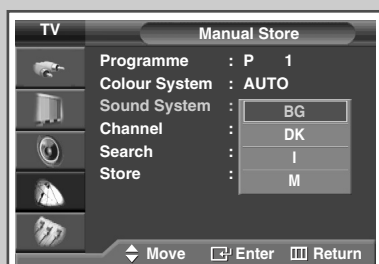 TV
Manual Store
Programme : P 1
Colour System : AUTO
Sound System :
BG
Channel :
DK
Search :
I
Store :
M
Move Enter Return